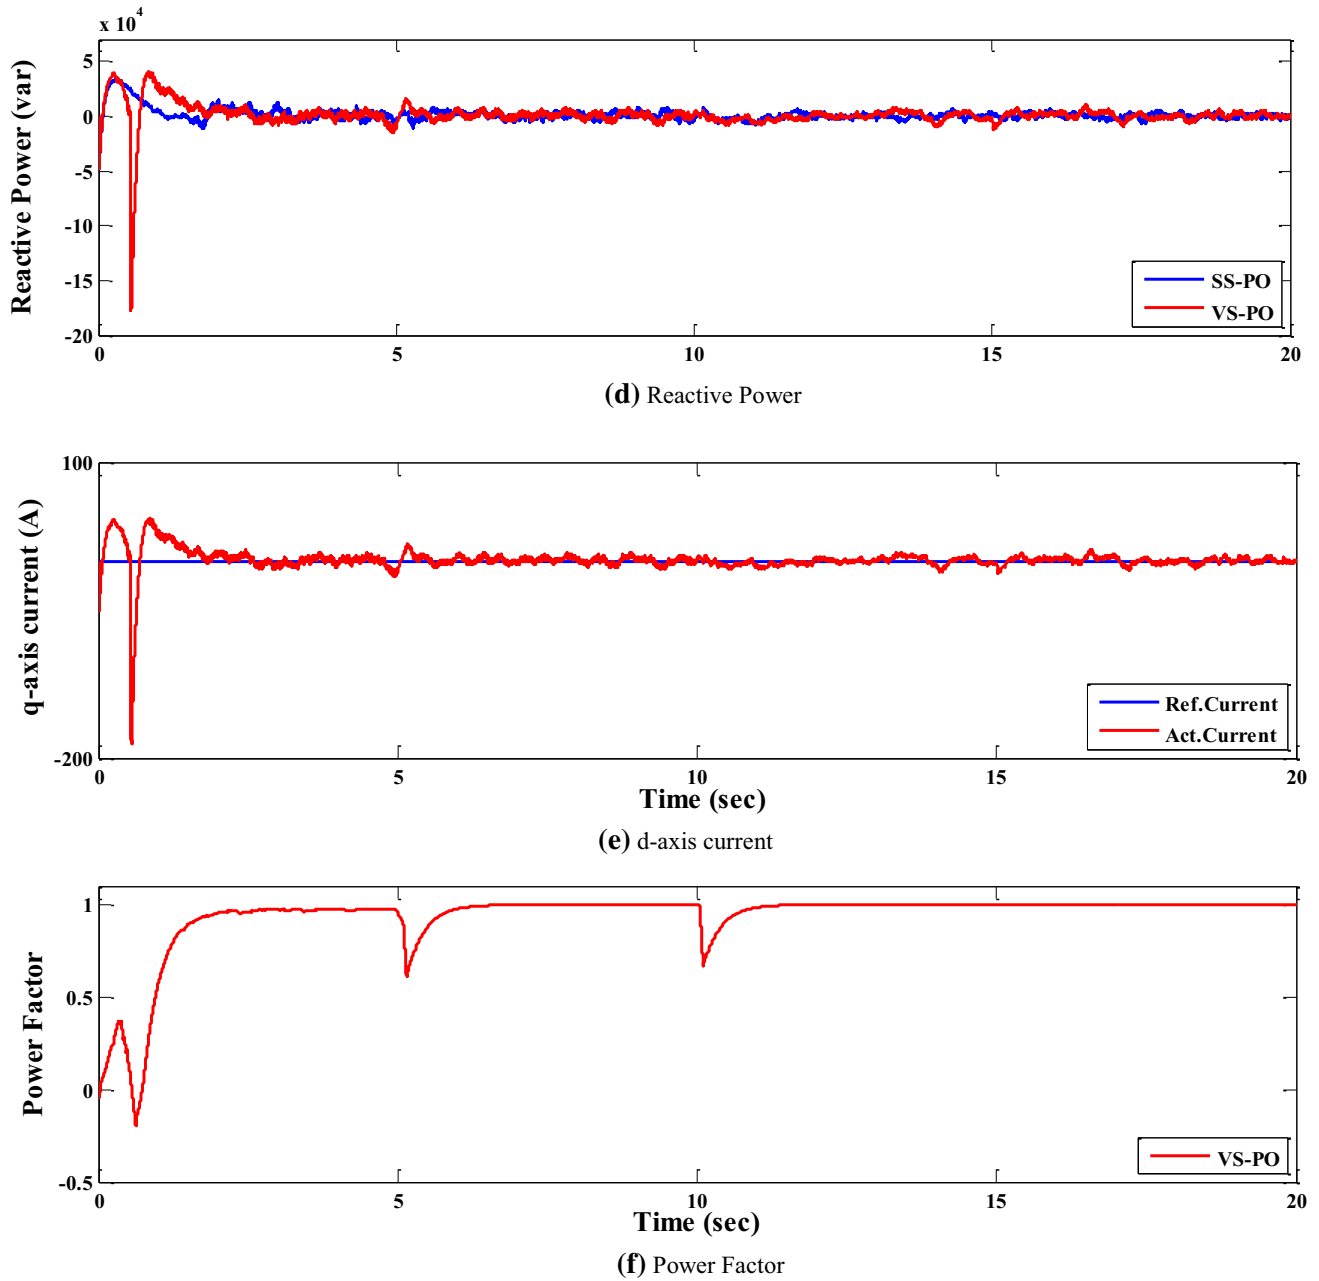 x 10^4
5
0
-5
-10
-15
-20
Reactive Power (var)
SS-PO
VS-PO
0 5 10 15 20
(d) Reactive Power
100
-200
q-axis current (A)
Ref.Current
Act.Current
0 5 10 15 20
Time (sec)
(e) d-axis current
1
0.5
0
-0.5
Power Factor
VS-PO
0 5 10 15 20
Time (sec)
(f) Power Factor